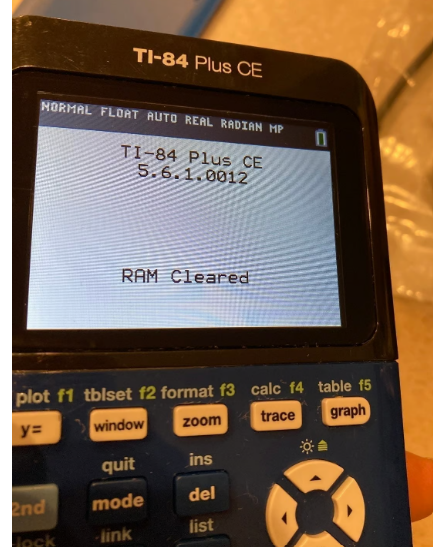 TI-84 Plus CE
NORMAL FLOAT AUTO REAL RADIAN MP
TI-84 Plus CE
5.6.1.0012
RAM Cleared
plot f1 tblset f2 format f3 calc f4 table f5
y= window zoom trace graph
quit ins
2nd mode del
lock link list